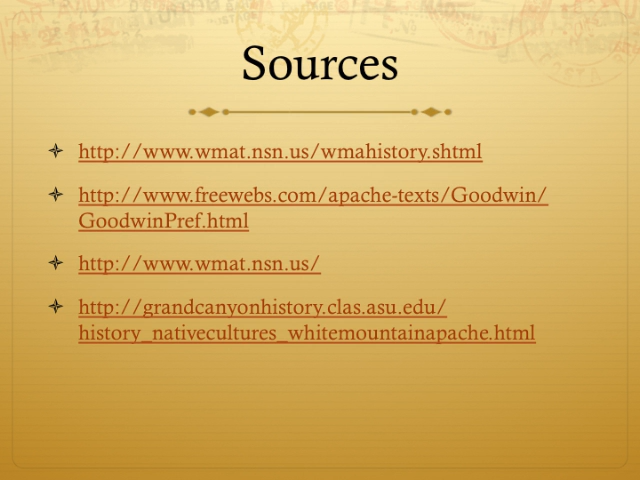 Sources
http://www.wmat.nsn.us/wmahistory.shtml
http://www.freewebs.com/apache-texts/Goodwin/
GoodwinPref.html
http://www.wmat.nsn.us/
http://grandcanyonhistory.clas.asu.edu/
history_nativecultures_whitemountainapache.html